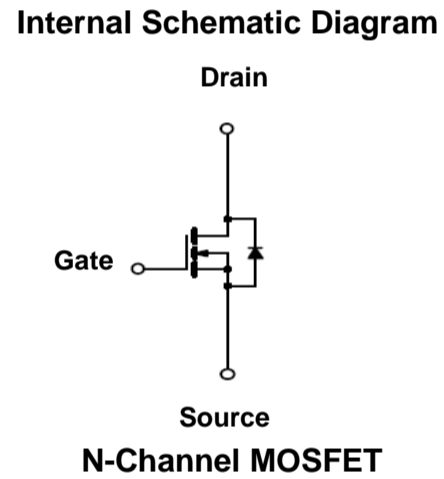 Internal Schematic Diagram
Drain
Gate
Source
N-Channel MOSFET